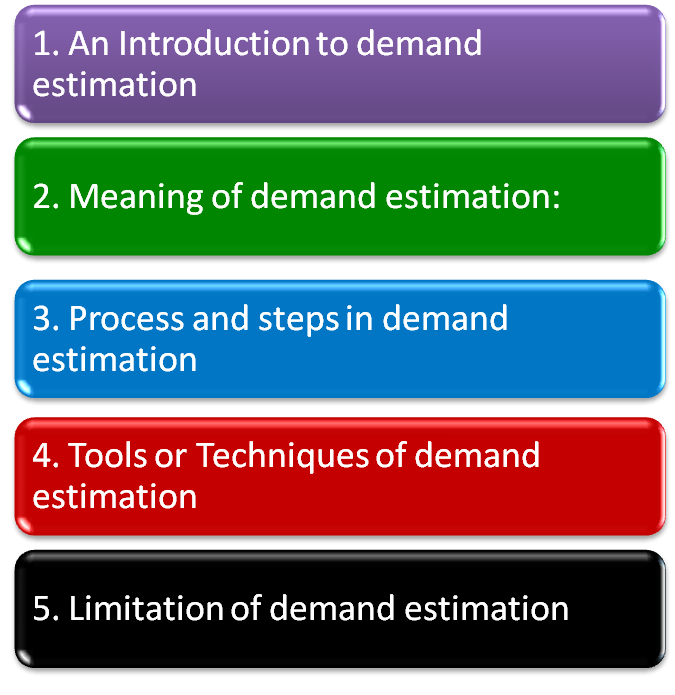 1. An Introduction to demand
estimation
2. Meaning of demand estimation:
3. Process and steps in demand
estimation
4. Tools or Techniques of demand
estimation
5. Limitation of demand estimation